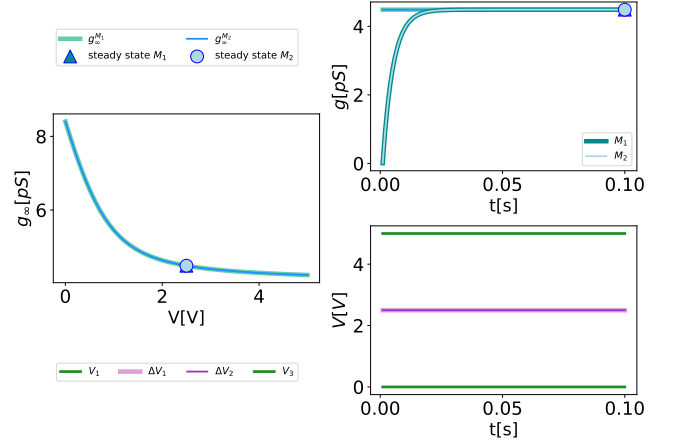 g∞^M₁ g∞^M₂
steady state M₁ steady state M₂
8
6
g∞[pS]
0 2 4
V[V]
V₁ ΔV₁ ΔV₂ V₃
4
2
0
g[pS]
M₁
M₂
0.00 0.05 0.10
t[s]
4
2
0
V[V]
0.00 0.05 0.10
t[s]